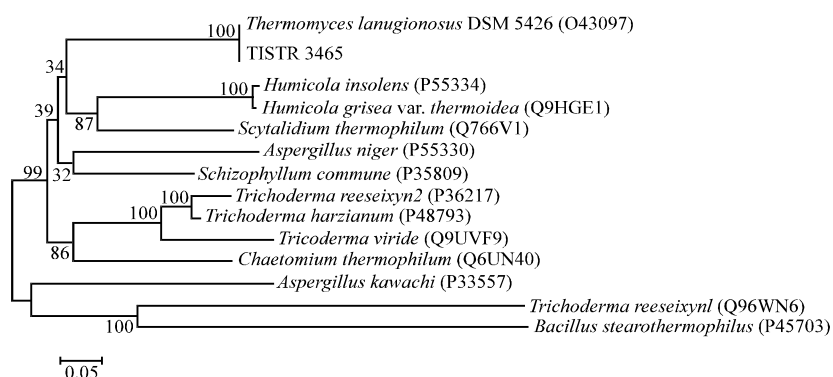 100 Thermomyces lanugionosus DSM 5426 (O43097)
TISTR 3465
34
100 Humicola insolens (P55334)
Humicola grisea var. thermoidea (Q9HGE1)
39
87
Scytalidium thermophilum (Q766V1)
Aspergillus niger (P55330)
99 32 Schizophyllum commune (P35809)
100 Trichoderma reeseixyn2 (P36217)
100 Trichoderma harzianum (P48793)
Tricoderma viride (Q9UVF9)
86
Chaetomium thermophilum (Q6UN40)
Aspergillus kawachi (P33557)
Trichoderma reeseixynl (Q96WN6)
100 Bacillus stearothermophilus (P45703)
0.05